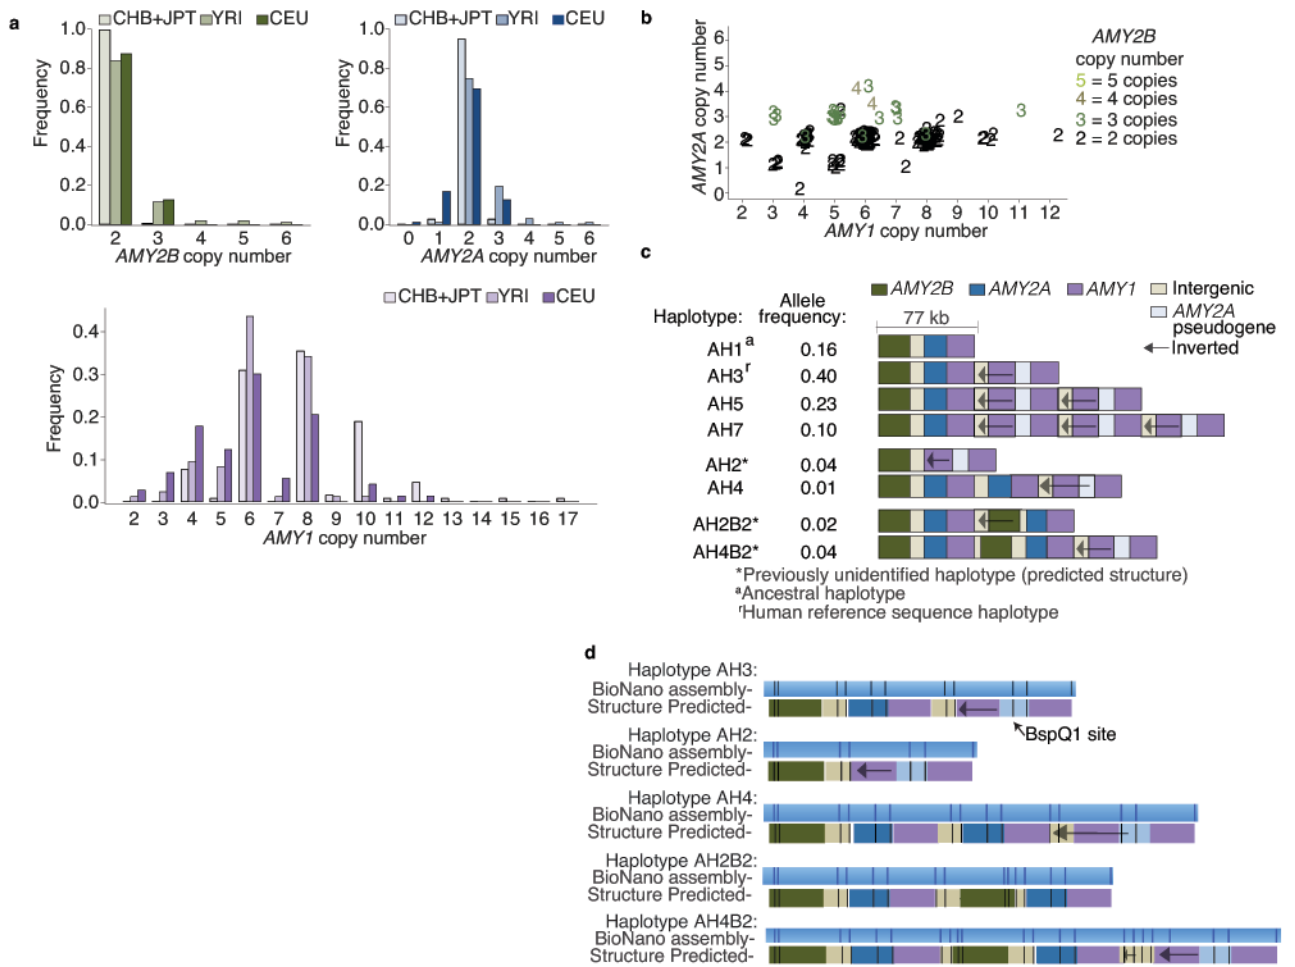 a
CHB+JPT YRI CEU
Frequency
1.0
0.8
0.6
0.4
0.2
0.0
2 3 4 5 6
AMY2B copy number
CHB+JPT YRI CEU
Frequency
1.0
0.8
0.6
0.4
0.2
0.0
0 1 2 3 4 5 6
AMY2A copy number
CHB+JPT YRI CEU
Frequency
0.4
0.3
0.2
0.1
0.0
2 3 4 5 6 7 8 9 10 11 12 13 14 15 16 17
AMY1 copy number
b
AMY2A copy number
6
5
4
3
2
1
0
2 3 4 5 6 7 8 9 10 11 12
AMY1 copy number
AMY2B
copy number
5 = 5 copies
4 = 4 copies
3 = 3 copies
2 = 2 copies
c
AMY2B AMY2A AMY1 Intergenic
AMY2A
pseudogene
Inverted
Haplotype: Allele
frequency:
77 kb
AH1a 0.16
AH3r 0.40
AH5 0.23
AH7 0.10
AH2* 0.04
AH4 0.01
AH2B2* 0.02
AH4B2* 0.04
*Previously unidentified haplotype (predicted structure)
aAncestral haplotype
rHuman reference sequence haplotype
d
Haplotype AH3:
BioNano assembly-
Structure Predicted-
BspQ1 site
Haplotype AH2:
BioNano assembly-
Structure Predicted-
Haplotype AH4:
BioNano assembly-
Structure Predicted-
Haplotype AH2B2:
BioNano assembly-
Structure Predicted-
Haplotype AH4B2:
BioNano assembly-
Structure Predicted-